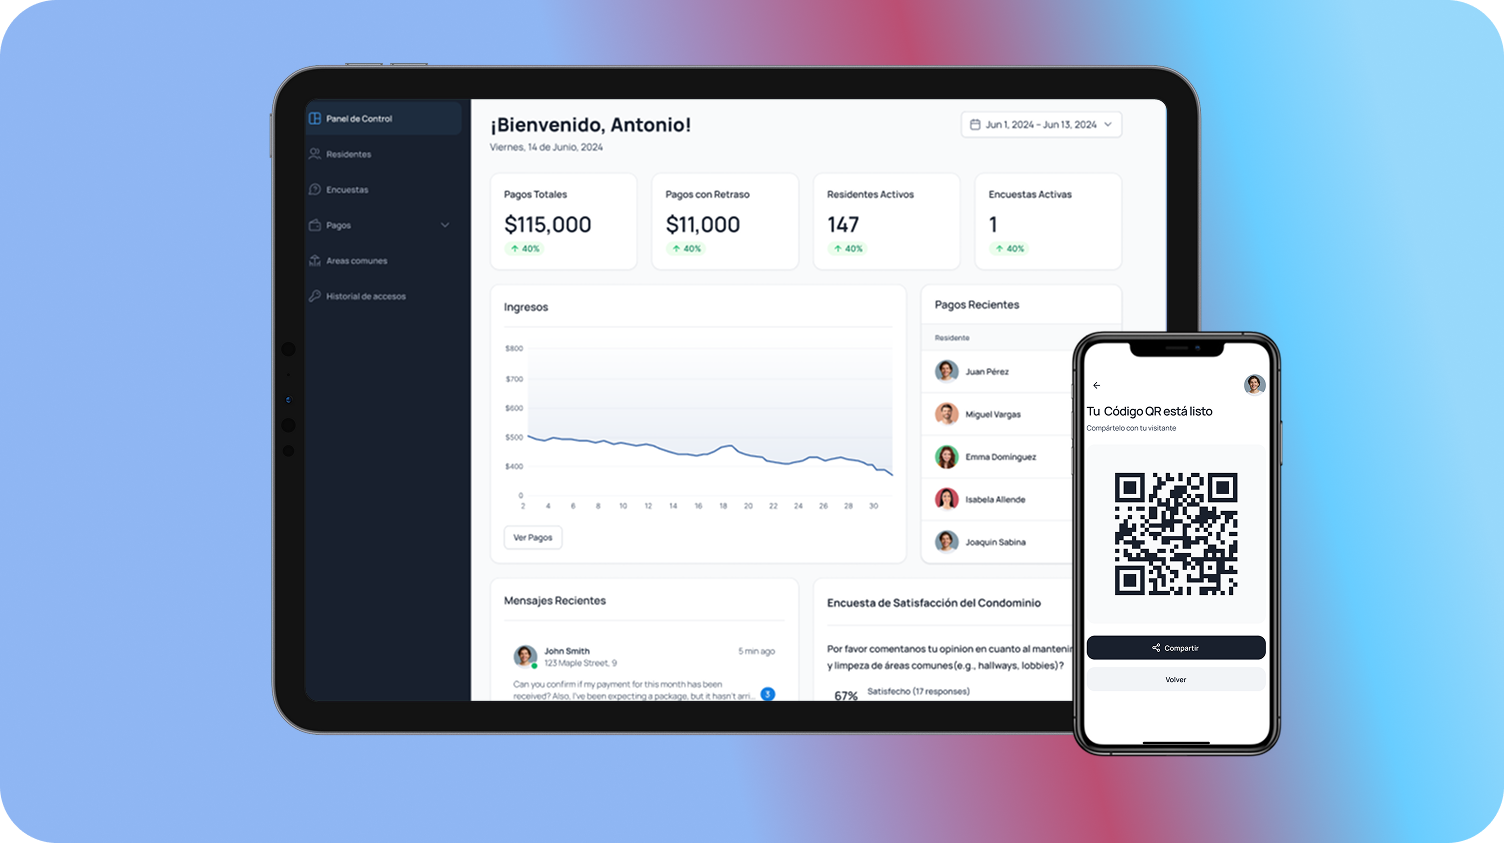 Panel de Control
Residentes
Encuestas
Pagos
Areas comunes
Historial de accesos
¡Bienvenido, Antonio!
Viernes, 14 de Junio, 2024
Jun 1, 2024 – Jun 13, 2024
Pagos Totales
$115,000
40%
Pagos con Retraso
$11,000
40%
Residentes Activos
147
40%
Encuestas Activas
1
40%
Ingresos
$800
$700
$600
$500
$400
0
2 4 6 8 10 12 14 16 18 20 22 24 26 28 30
Ver Pagos
Pagos Recientes
Residente
Juan Pérez
Miguel Vargas
Emma Dominguez
Isabela Allende
Joaquin Sabina
Mensajes Recientes
John Smith
5 min ago
123 Maple Street, 9
Can you confirm if my payment for this month has been
received? Also, I've been expecting a package, but it hasn't arri...
3
Encuesta de Satisfacción del Condominio
Por favor comentanos tu opinion en cuanto al mantenir
y limpieza de áreas comunes(e.g., hallways, lobbies)?
67%
Satisfecho (17 responses)
Tu Código QR está listo
Compártelo con tu visitante
Compartir
Volver